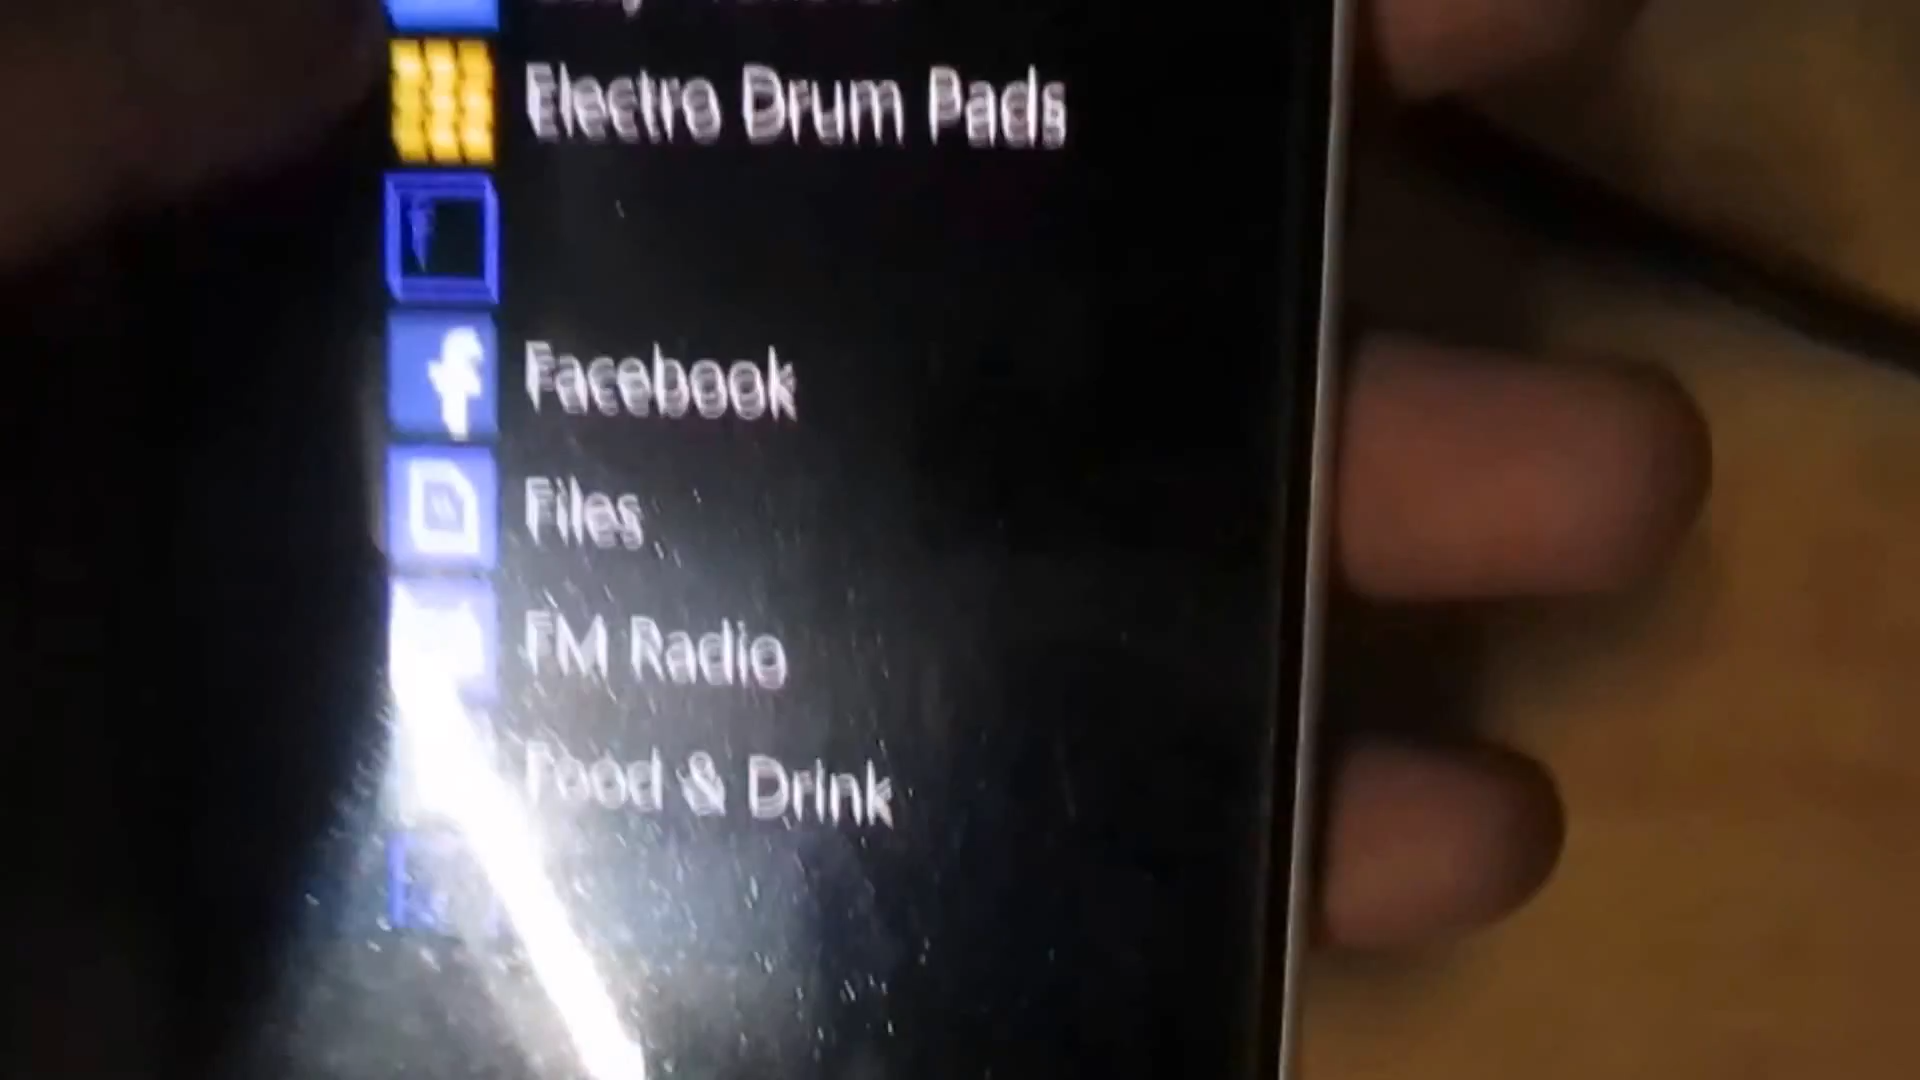 Electro Drum Pads
f
Facebook
Files
FM Radio
Food & Drink